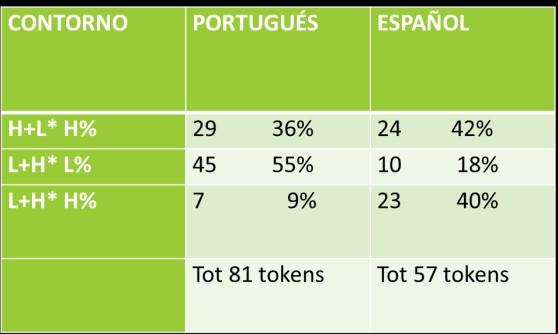 CONTORNO PORTUGUÉS ESPAÑOL
H+L* H% 29 36% 24 42%
L+H* L% 45 55% 10 18%
L+H* H% 7 9% 23 40%
Tot 81 tokens Tot 57 tokens